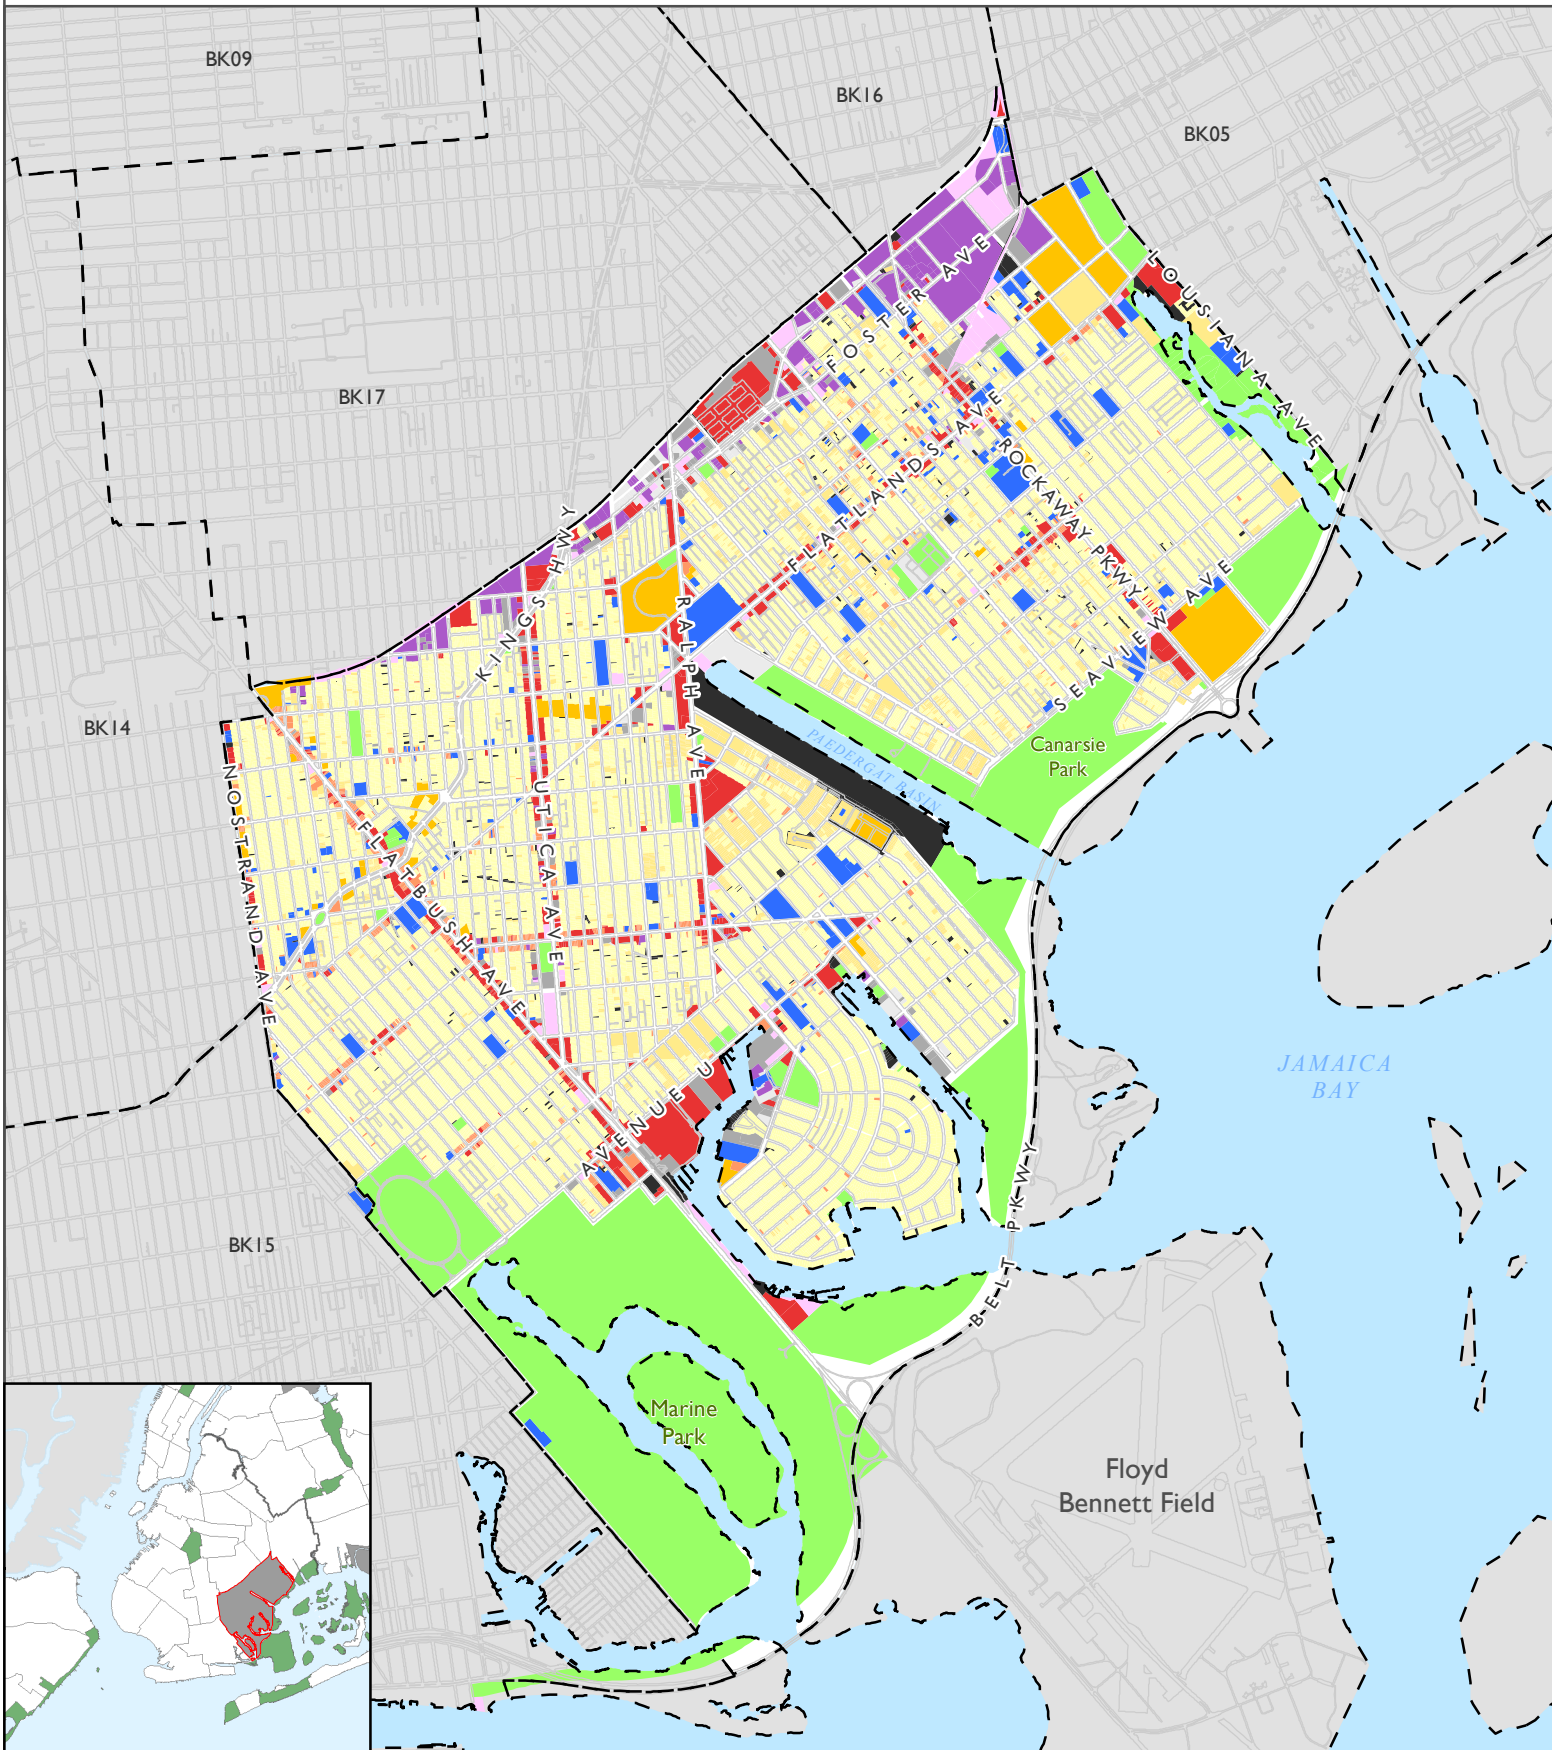 BK09
BK16
BK05
LOUSIANA AVE
FOSTER AVE
BK17
FLATLANDS AVE
ROCKAWAY PKWY
KINGS HWY
RALPH AVE
SEAVIEW AVE
BK14
Canarsie
Park
PAEDERGAT BASIN
NOSTRAND AVE
FLATBUSH AVE
UTICA AVE
JAMAICA
BAY
AVENUE U
BELT PKWY
BK15
Marine
Park
Floyd
Bennett Field